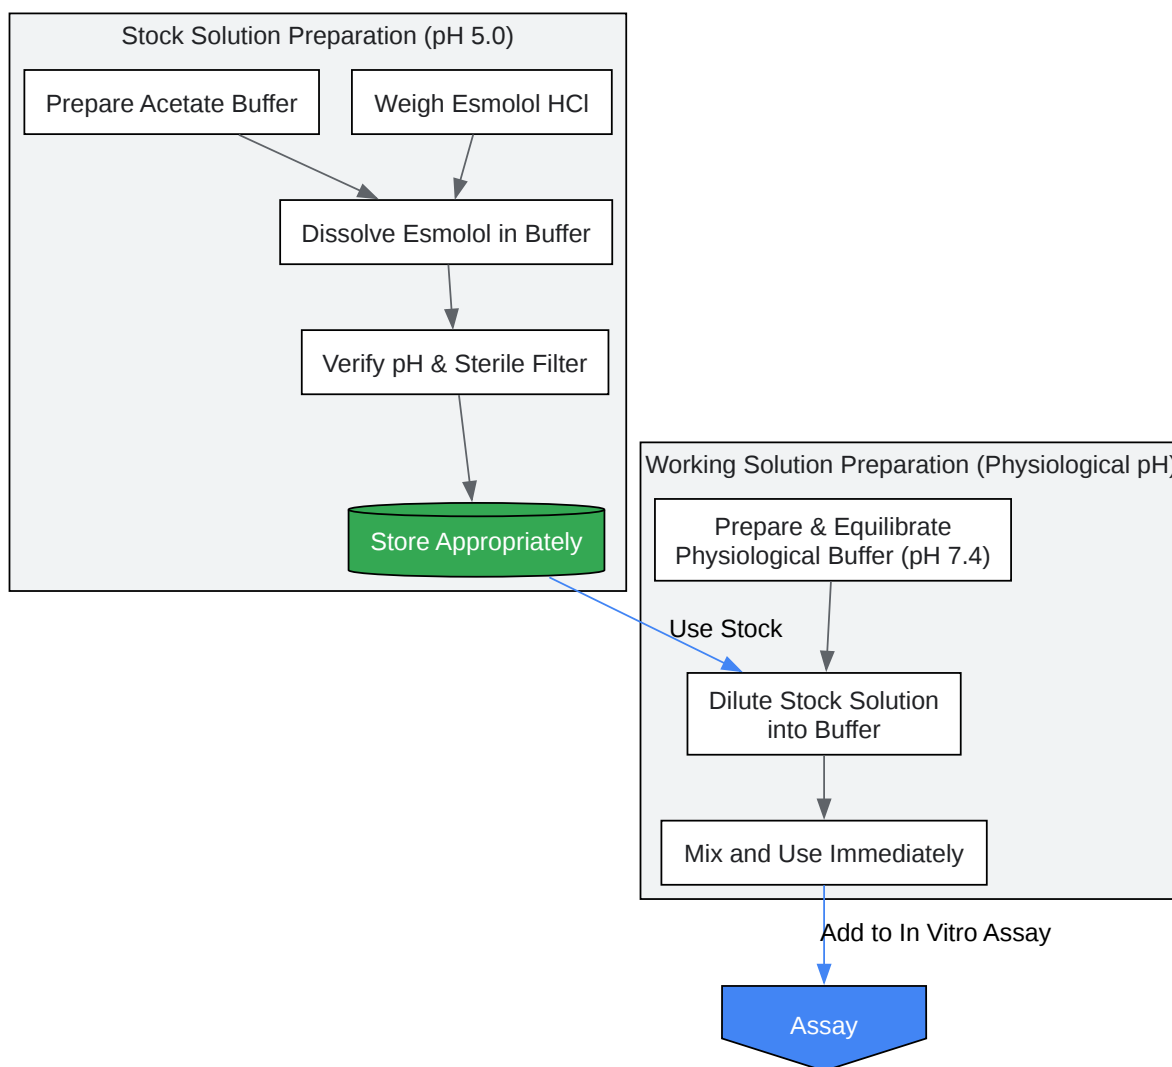 Stock Solution Preparation (pH 5.0)
Prepare Acetate Buffer
Weigh Esmolol HCl
Dissolve Esmolol in Buffer
Verify pH & Sterile Filter
Store Appropriately
Working Solution Preparation (Physiological pH)
Prepare & Equilibrate
Physiological Buffer (pH 7.4)
Use Stock
Dilute Stock Solution
into Buffer
Mix and Use Immediately
Add to In Vitro Assay
Assay